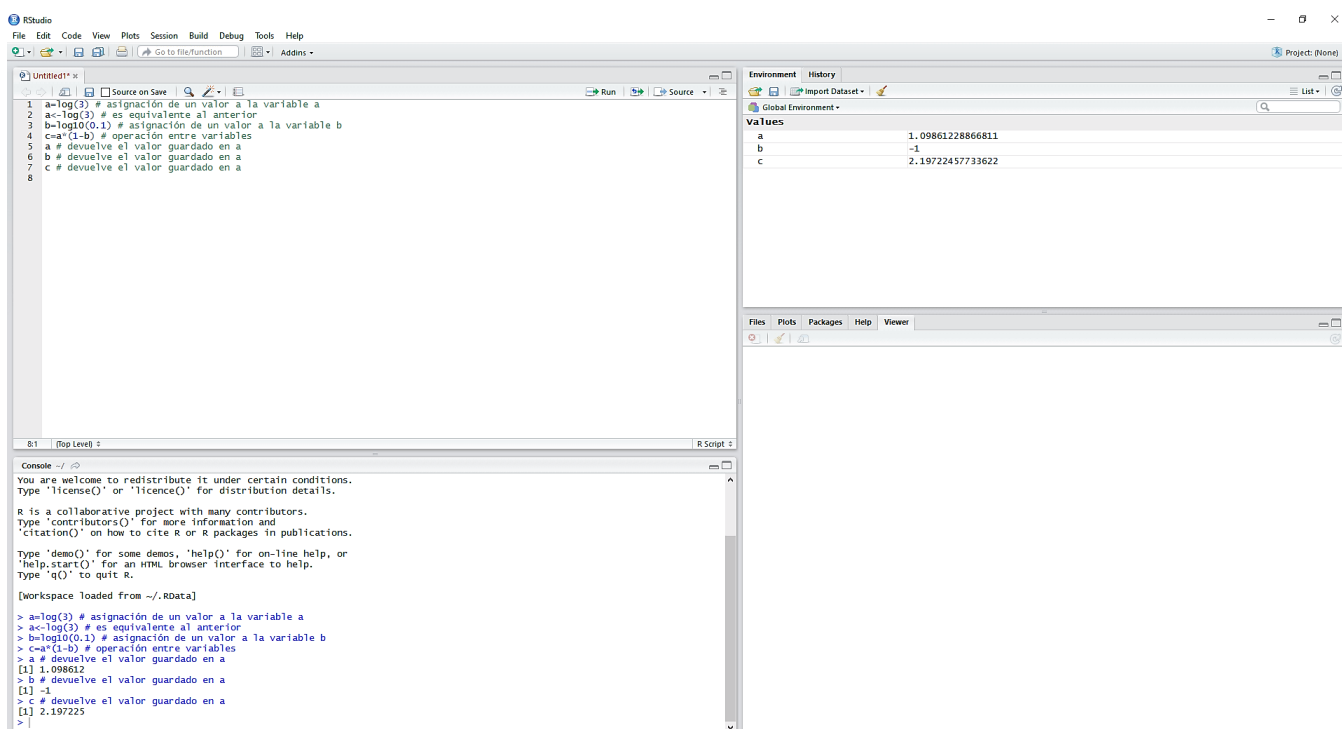 RStudio
File Edit Code View Plots Session Build Debug Tools Help
Go to file/function Addins Project: (None)
Untitled1*
Source on Save Run Source
1 a=log(3) # asignación de un valor a la variable a
2 a<-log(3) # es equivalente al anterior
3 b=log10(0.1) # asignación de un valor a la variable b
4 c=a*(1-b) # operación entre variables
5 a # devuelve el valor guardado en a
6 b # devuelve el valor guardado en a
7 c # devuelve el valor guardado en a
8
8:1 (Top Level) R Script
Console ~/
You are welcome to redistribute it under certain conditions.
Type 'license()' or 'licence()' for distribution details.
R is a collaborative project with many contributors.
Type 'contributors()' for more information and
'citation()' on how to cite R or R packages in publications.
Type 'demo()' for some demos, 'help()' for on-line help, or
'help.start()' for an HTML browser interface to help.
Type 'q()' to quit R.
[Workspace loaded from ~/.RData]
> a=log(3) # asignación de un valor a la variable a
> a<-log(3) # es equivalente al anterior
> b=log10(0.1) # asignación de un valor a la variable b
> c=a*(1-b) # operación entre variables
> a # devuelve el valor guardado en a
[1] 1.098612
> b # devuelve el valor guardado en a
[1] -1
> c # devuelve el valor guardado en a
[1] 2.197225
>
Environment History
Import Dataset List
Global Environment
Values
a 1.09861228866811
b -1
c 2.19722457733622
Files Plots Packages Help Viewer